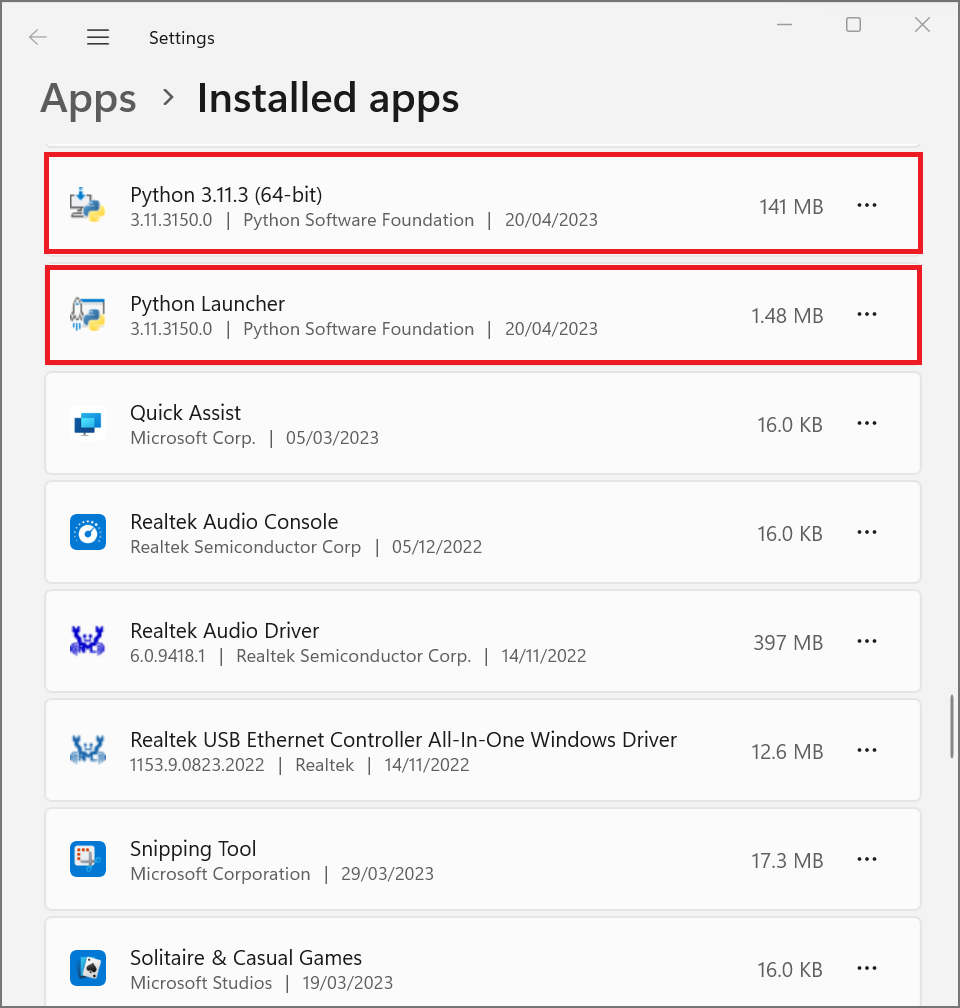 Settings
Apps > Installed apps
Python 3.11.3 (64-bit)
3.11.3150.0 | Python Software Foundation | 20/04/2023
141 MB
Python Launcher
3.11.3150.0 | Python Software Foundation | 20/04/2023
1.48 MB
Quick Assist
Microsoft Corp. | 05/03/2023
16.0 KB
Realtek Audio Console
Realtek Semiconductor Corp | 05/12/2022
16.0 KB
Realtek Audio Driver
6.0.9418.1 | Realtek Semiconductor Corp. | 14/11/2022
397 MB
Realtek USB Ethernet Controller All-In-One Windows Driver
1153.9.0823.2022 | Realtek | 14/11/2022
12.6 MB
Snipping Tool
Microsoft Corporation | 29/03/2023
17.3 MB
Solitaire & Casual Games
Microsoft Studios | 19/03/2023
16.0 KB